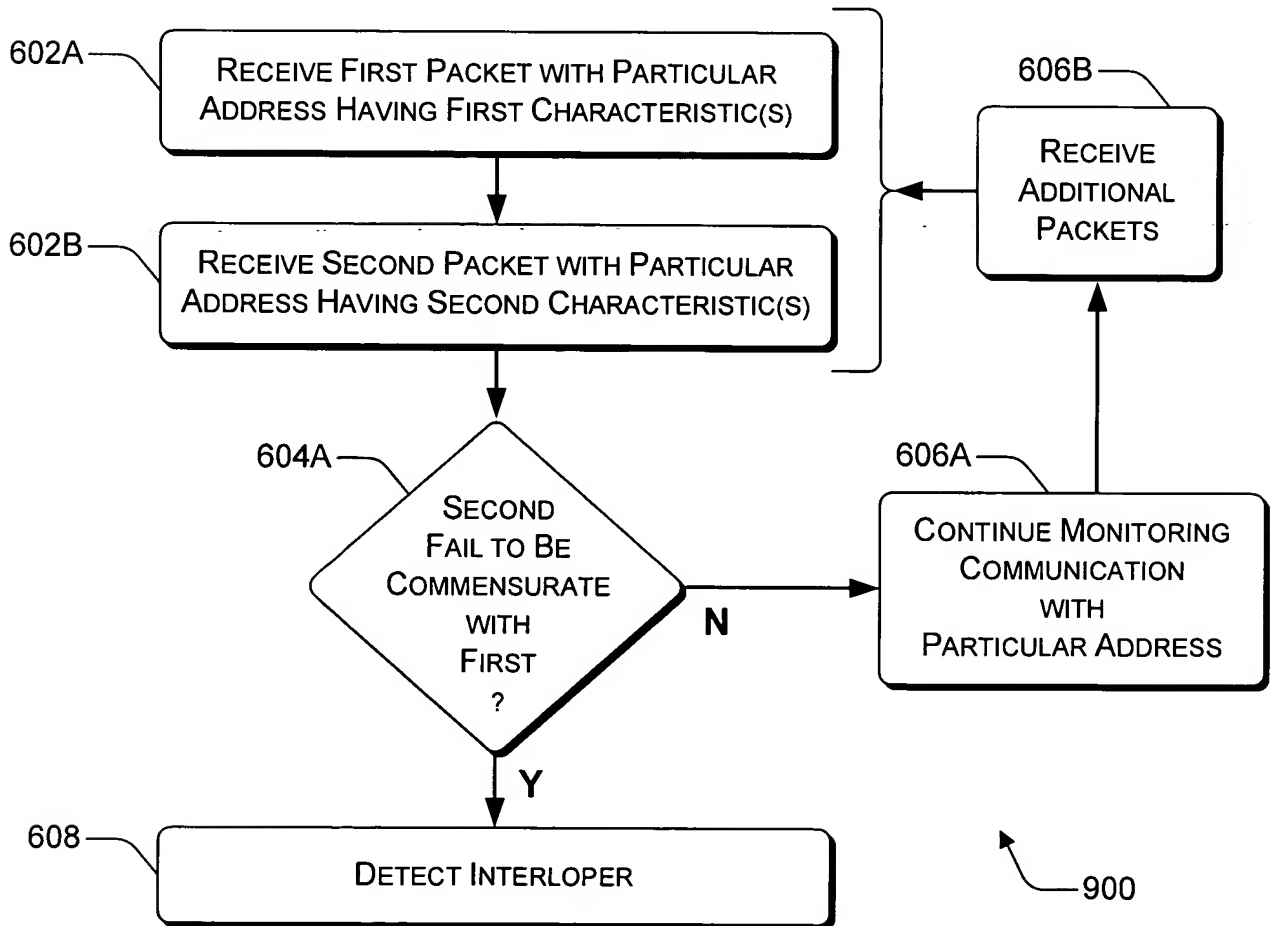 602A
RECEIVE FIRST PACKET WITH PARTICULAR
ADDRESS HAVING FIRST CHARACTERISTIC(S)
602B
RECEIVE SECOND PACKET WITH PARTICULAR
ADDRESS HAVING SECOND CHARACTERISTIC(S)
606B
RECEIVE
ADDITIONAL
PACKETS
604A
SECOND
FAIL TO BE
COMMENSURATE
WITH
FIRST
?
N
606A
CONTINUE MONITORING
COMMUNICATION
WITH
PARTICULAR ADDRESS
Y
608
DETECT INTERLOPER
900